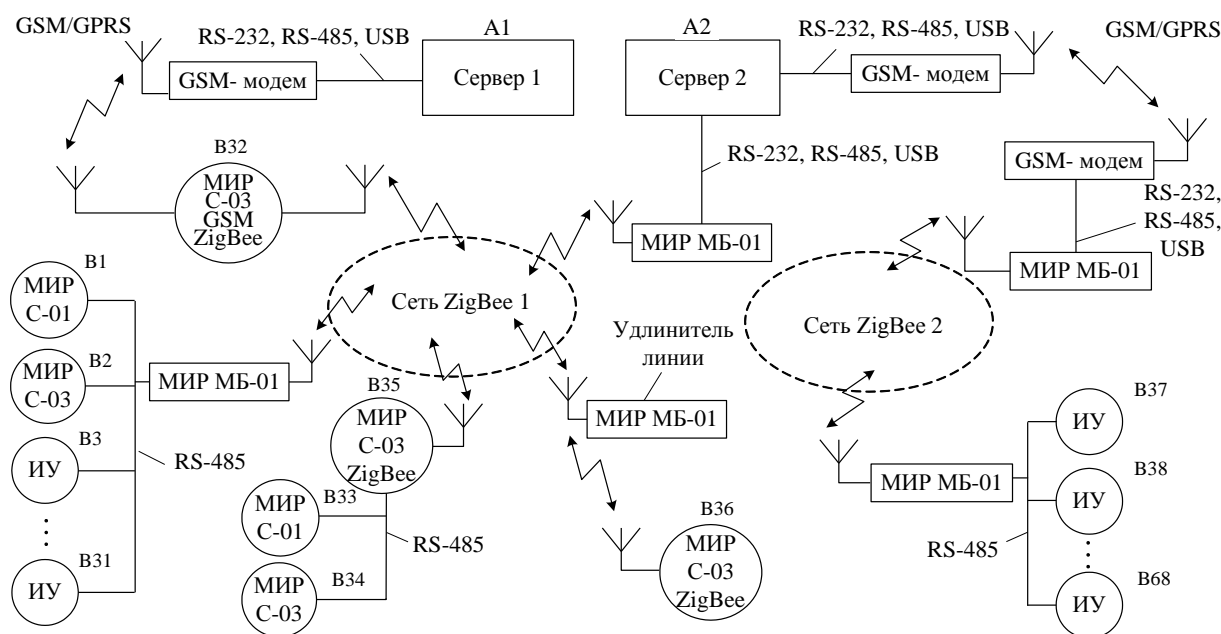 GSM/GPRS
RS-232, RS-485, USB
A1
A2
RS-232, RS-485, USB
GSM/GPRS
GSM- модем
Сервер 1
Сервер 2
GSM- модем
B32
МИР
С-03
GSM
ZigBee
RS-232, RS-485, USB
GSM- модем
RS-232,
RS-485,
USB
МИР МБ-01
МИР МБ-01
B1
МИР
С-01
B2
МИР
С-03
B3
ИУ
B31
ИУ
МИР МБ-01
RS-485
Сеть ZigBee 1
Сеть ZigBee 2
Удлинитель
линии
МИР МБ-01
B35
МИР
С-03
ZigBee
B33
МИР
С-01
B34
МИР
С-03
RS-485
B36
МИР
С-03
ZigBee
МИР МБ-01
RS-485
B37
ИУ
B38
ИУ
B68
ИУ